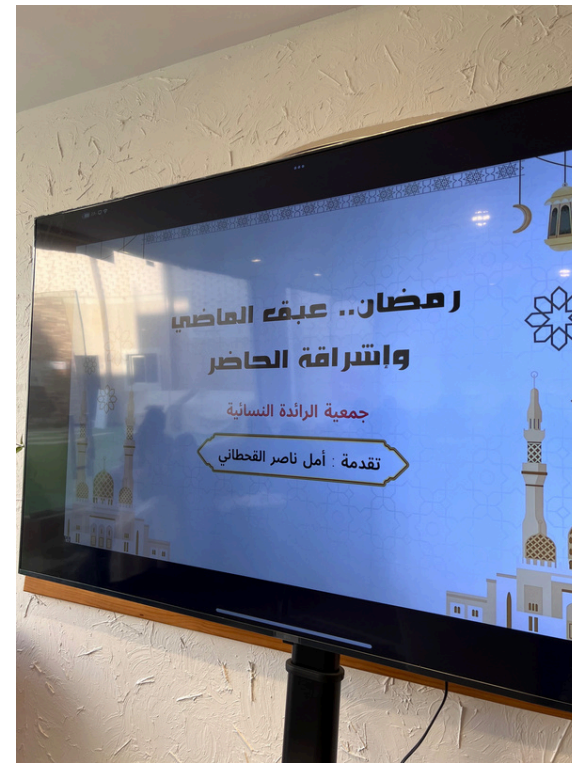 رمضان.. عبق الماضي
وإشراقة الحاضر
جمعية الرائدة النسائية
تقدمة : أمل ناصر القحطاني